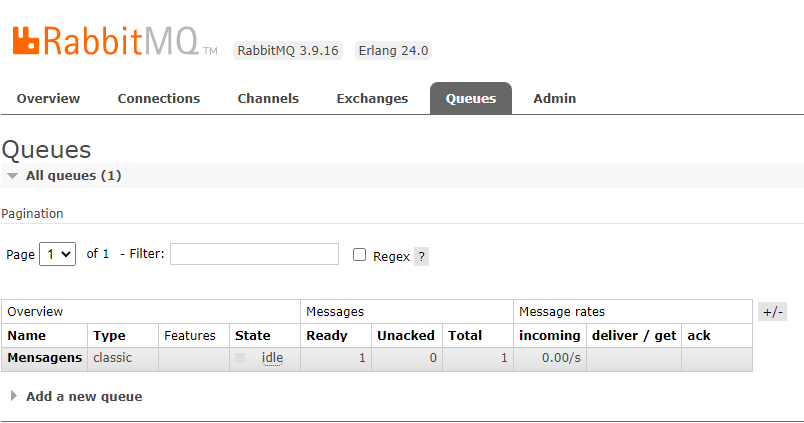 RabbitMQ TM RabbitMQ 3.9.16 Erlang 24.0
Overview Connections Channels Exchanges Queues Admin
Queues
All queues (1)
Pagination
Page 1 of 1 - Filter: Regex ?
Overview Messages Message rates +/-
Name Type Features State Ready Unacked Total incoming deliver / get ack
Mensagens classic idle 1 0 1 0.00/s
Add a new queue